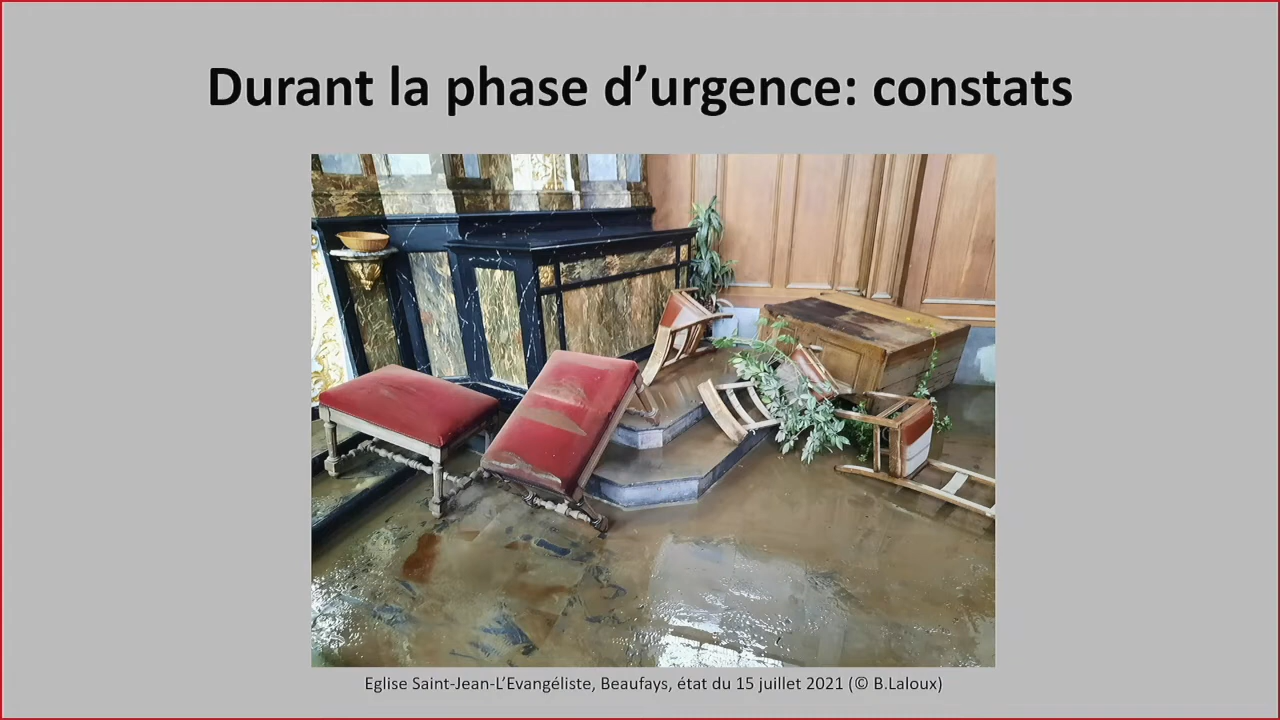 Durant la phase d’urgence: constats
Eglise Saint-Jean-L’Evangéliste, Beaufays, état du 15 juillet 2021 (© B.Laloux)